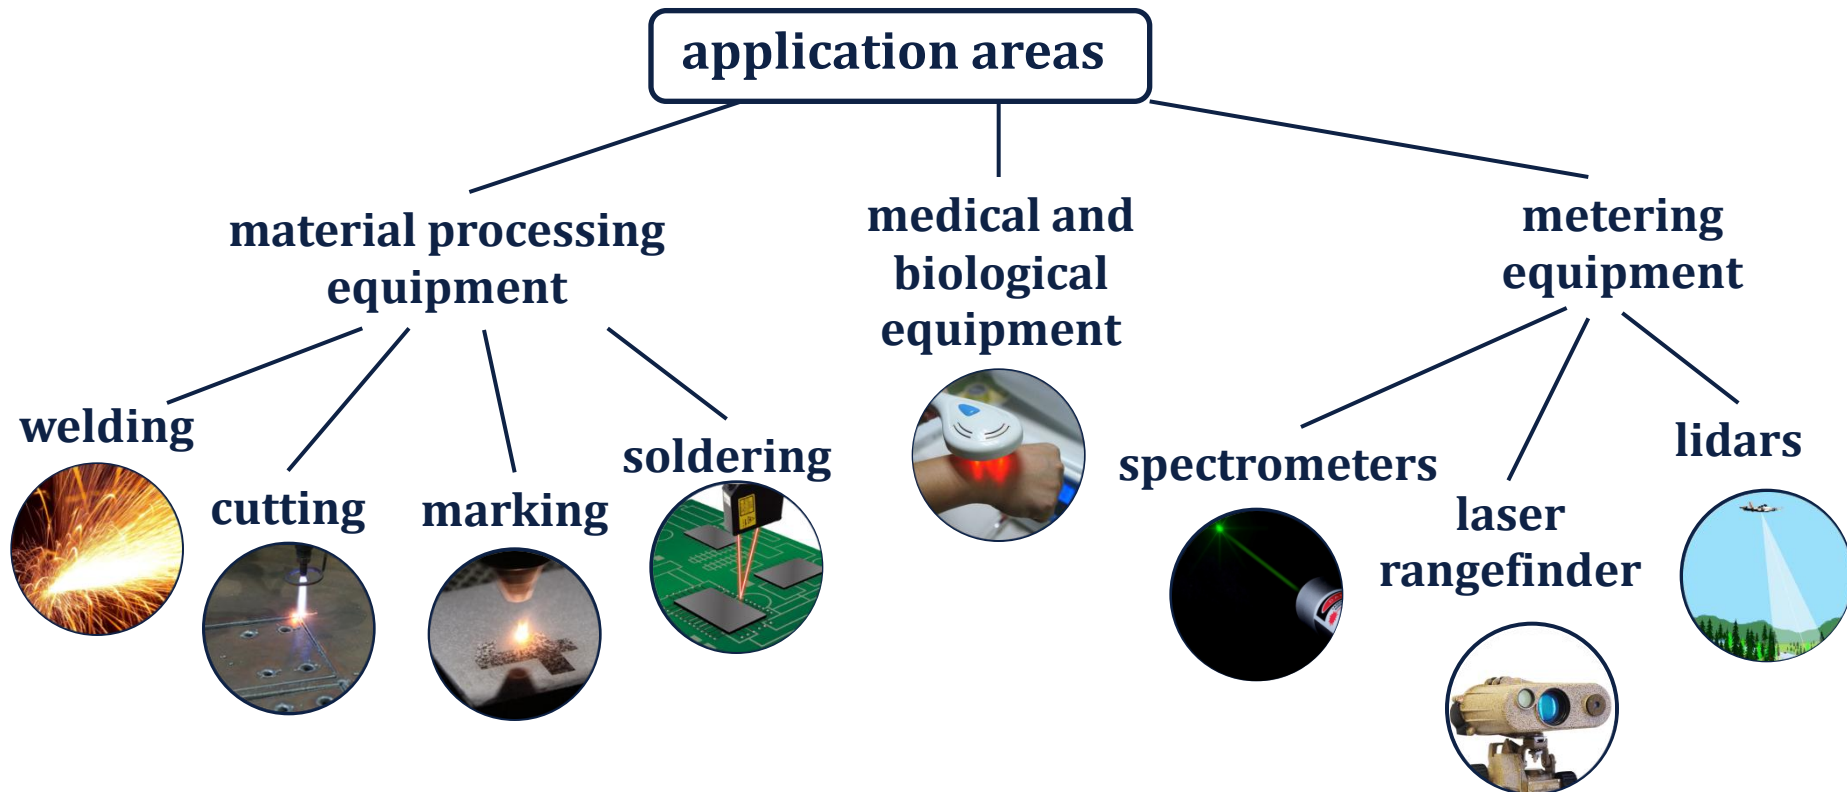 application areas
material processing
equipment
medical and
biological
equipment
metering
equipment
welding
cutting
marking
soldering
spectrometers
laser
rangefinder
lidars